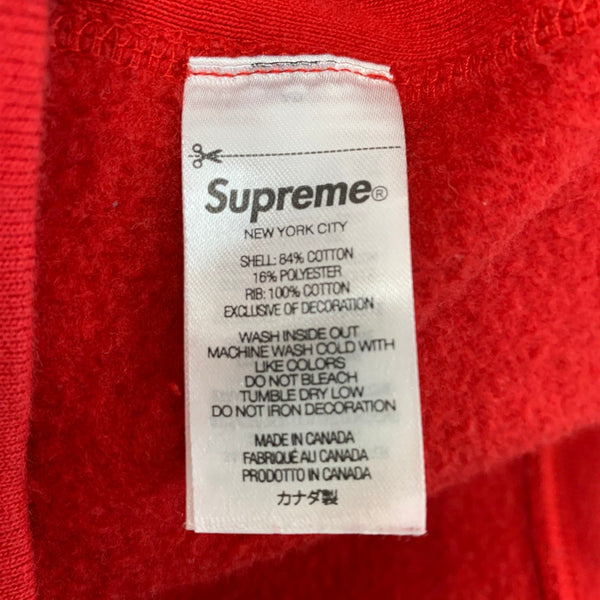 Supreme®
NEW YORK CITY
SHELL: 84% COTTON
16% POLYESTER
RIB: 100% COTTON
EXCLUSIVE OF DECORATION
WASH INSIDE OUT
MACHINE WASH COLD WITH
LIKE COLORS
DO NOT BLEACH
TUMBLE DRY LOW
DO NOT IRON DECORATION
MADE IN CANADA
FABRIQUÉ AU CANADA
PRODOTTO IN CANADA
カナダ製